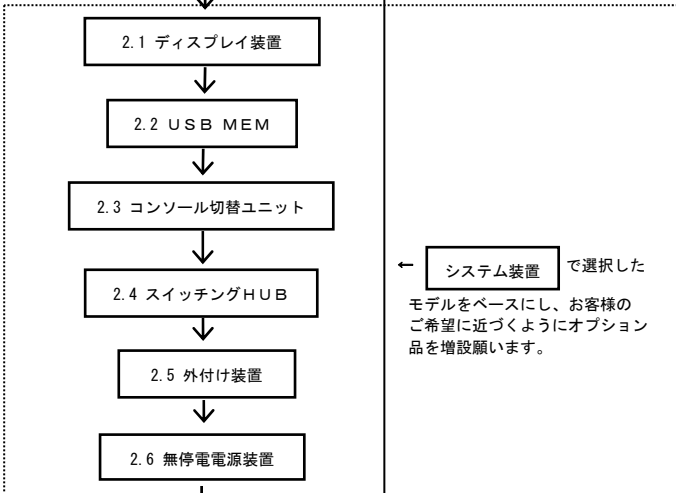 2.1 ディスプレイ装置
2.2 ＵＳＢ ＭＥＭ
2.3 コンソール切替ユニット
2.4 スイッチングＨＵＢ
2.5 外付け装置
2.6 無停電電源装置
← システム装置 で選択した
モデルをベースにし、お客様の
ご希望に近づくようにオプション
品を増設願います。